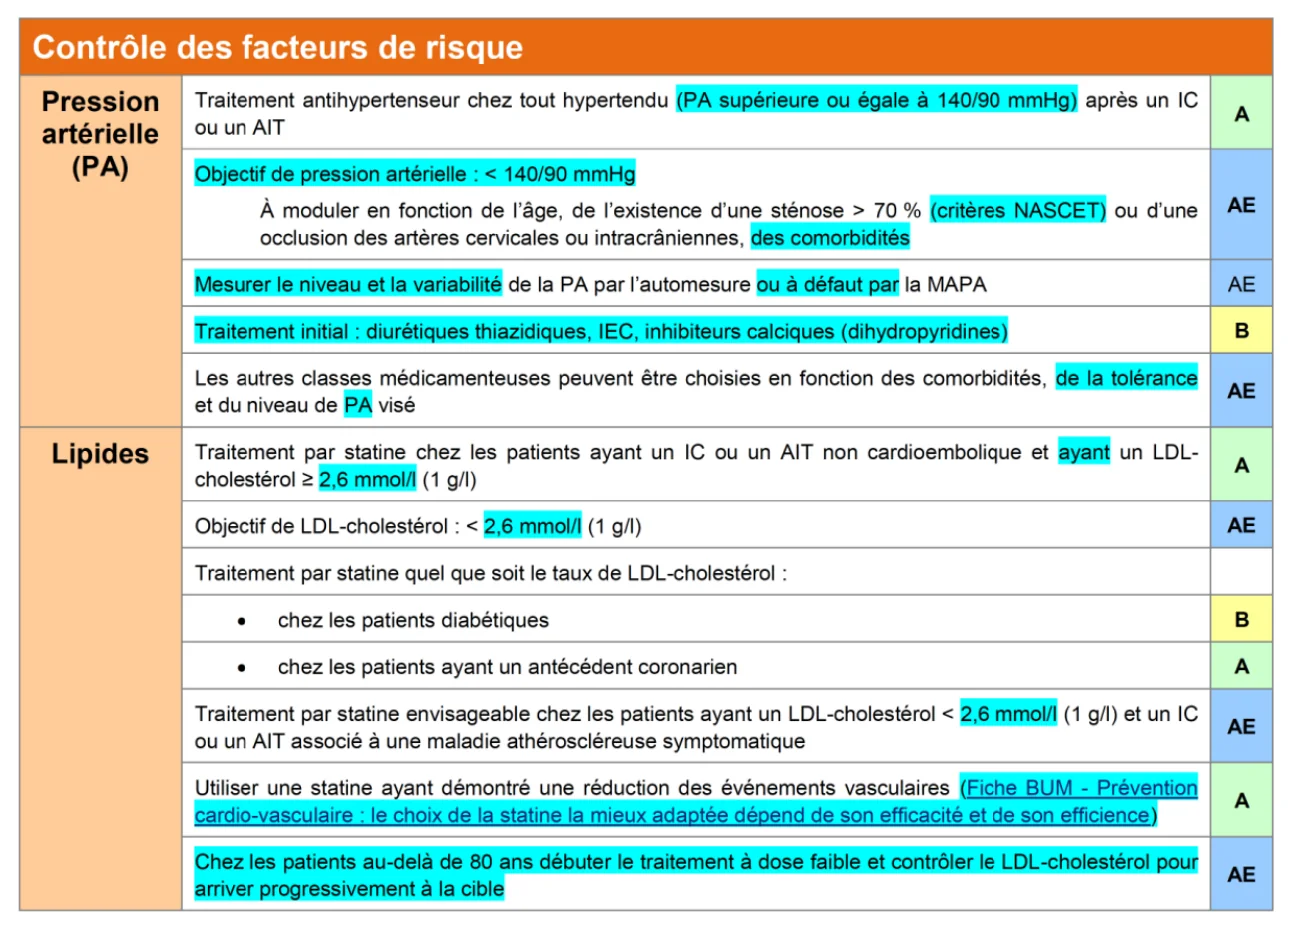 Contrôle des facteurs de risque
Pression
artérielle
(PA)
Traitement antihypertenseur chez tout hypertendu (PA supérieure ou égale à 140/90 mmHg) après un IC
ou un AIT
A
Objectif de pression artérielle : < 140/90 mmHg
À moduler en fonction de l'âge, de l'existence d'une sténose > 70 % (critères NASCET) ou d'une
occlusion des artères cervicales ou intracrâniennes, des comorbidités
AE
Mesurer le niveau et la variabilité de la PA par l'automesure ou à défaut par la MAPA
AE
Traitement initial : diurétiques thiazidiques, IEC, inhibiteurs calciques (dihydropyridines)
B
Les autres classes médicamenteuses peuvent être choisies en fonction des comorbidités, de la tolérance
et du niveau de PA visé
AE
Lipides
Traitement par statine chez les patients ayant un IC ou un AIT non cardioembolique et ayant un LDL-
cholestérol ≥ 2,6 mmol/l (1 g/l)
A
Objectif de LDL-cholestérol : < 2,6 mmol/l (1 g/l)
AE
Traitement par statine quel que soit le taux de LDL-cholestérol :
• chez les patients diabétiques
B
• chez les patients ayant un antécédent coronarien
A
Traitement par statine envisageable chez les patients ayant un LDL-cholestérol < 2,6 mmol/l (1 g/l) et un IC
ou un AIT associé à une maladie athéroscléreuse symptomatique
AE
Utiliser une statine ayant démontré une réduction des événements vasculaires (Fiche BUM - Prévention
cardio-vasculaire : le choix de la statine la mieux adaptée dépend de son efficacité et de son efficience)
A
Chez les patients au-delà de 80 ans débuter le traitement à dose faible et contrôler le LDL-cholestérol pour
arriver progressivement à la cible
AE